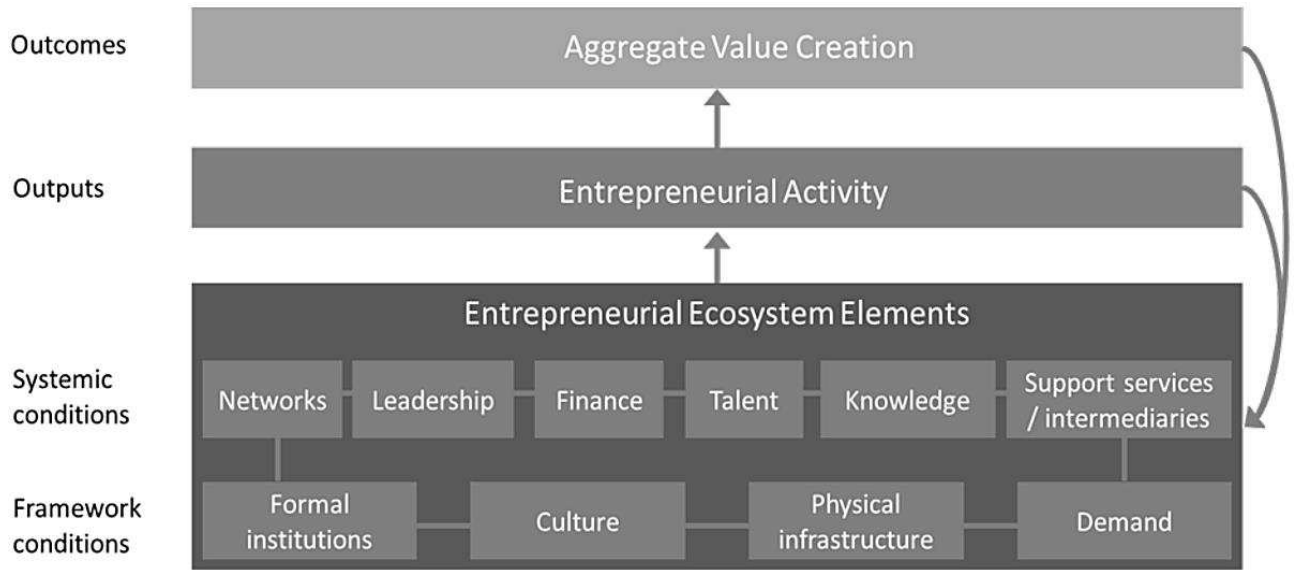 Outcomes
Aggregate Value Creation
Outputs
Entrepreneurial Activity
Entrepreneurial Ecosystem Elements
Systemic
conditions
Networks
Leadership
Finance
Talent
Knowledge
Support services
/ intermediaries
Framework
conditions
Formal
institutions
Culture
Physical
infrastructure
Demand